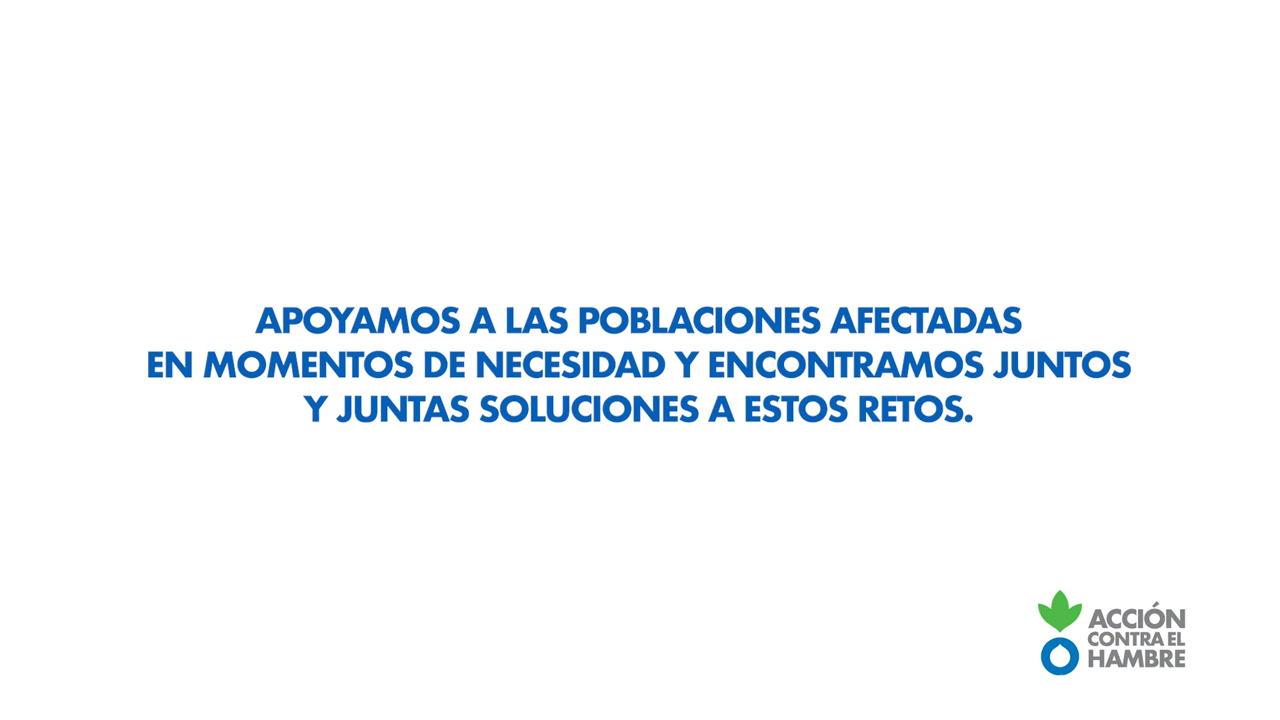 APOYAMOS A LAS POBLACIONES AFECTADAS
EN MOMENTOS DE NECESIDAD Y ENCONTRAMOS JUNTOS
Y JUNTAS SOLUCIONES A ESTOS RETOS.
ACCIÓN
CONTRA EL
HAMBRE